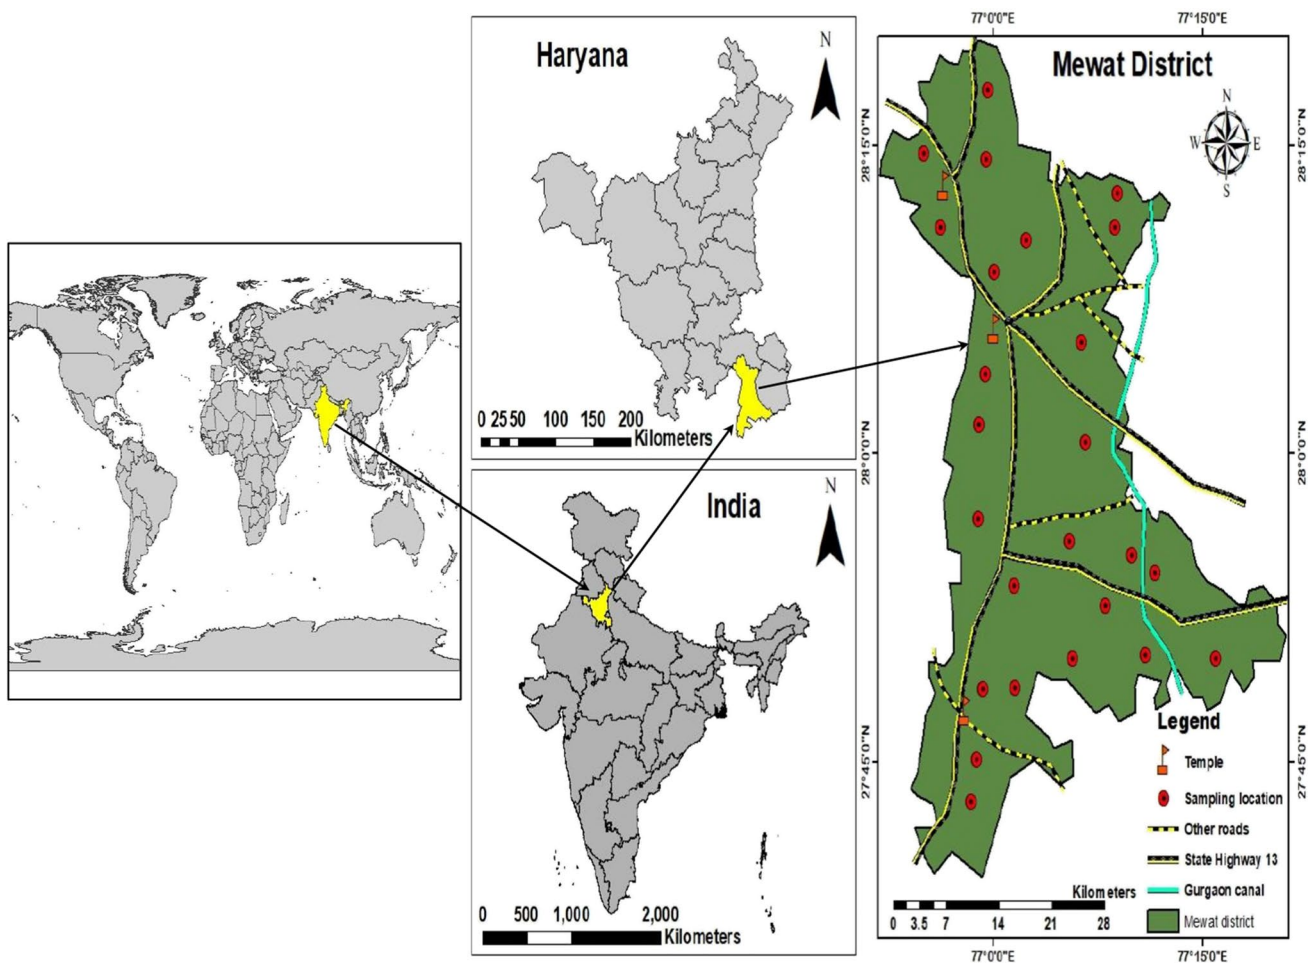 Haryana
N
0 25 50 100 150 200
Kilometers
India
N
0 500 1,000 2,000
Kilometers
77°0'0"E 77°15'0"E
Mewat District
N
W E
S
28°15'0"N 28°15'0"N
28°0'0"N 28°0'0"N
27°45'0"N 27°45'0"N
Legend
Temple
Sampling location
Other roads
State Highway 13
Gurgaon canal
Mewat district
Kilometers
0 3.5 7 14 21 28
77°0'0"E 77°15'0"E